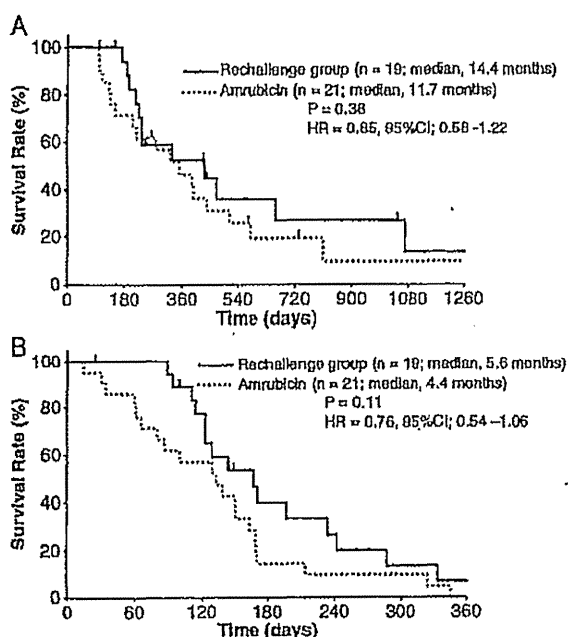 A
Survival Rate (%)
100
80
60
40
20
0
Rechallenge group (n = 19; median, 14.4 months)
Amrubicin (n = 21; median, 11.7 months)
P = 0.38
HR = 0.85, 95%CI; 0.58 -1.22
0 180 360 540 720 900 1080 1260
Time (days)
B
Survival Rate (%)
100
80
60
40
20
0
Rechallenge group (n = 19; median, 5.6 months)
Amrubicin (n = 21; median, 4.4 months)
P = 0.11
HR = 0.76, 95%CI; 0.54 -1.06
0 60 120 180 240 300 360
Time (days)